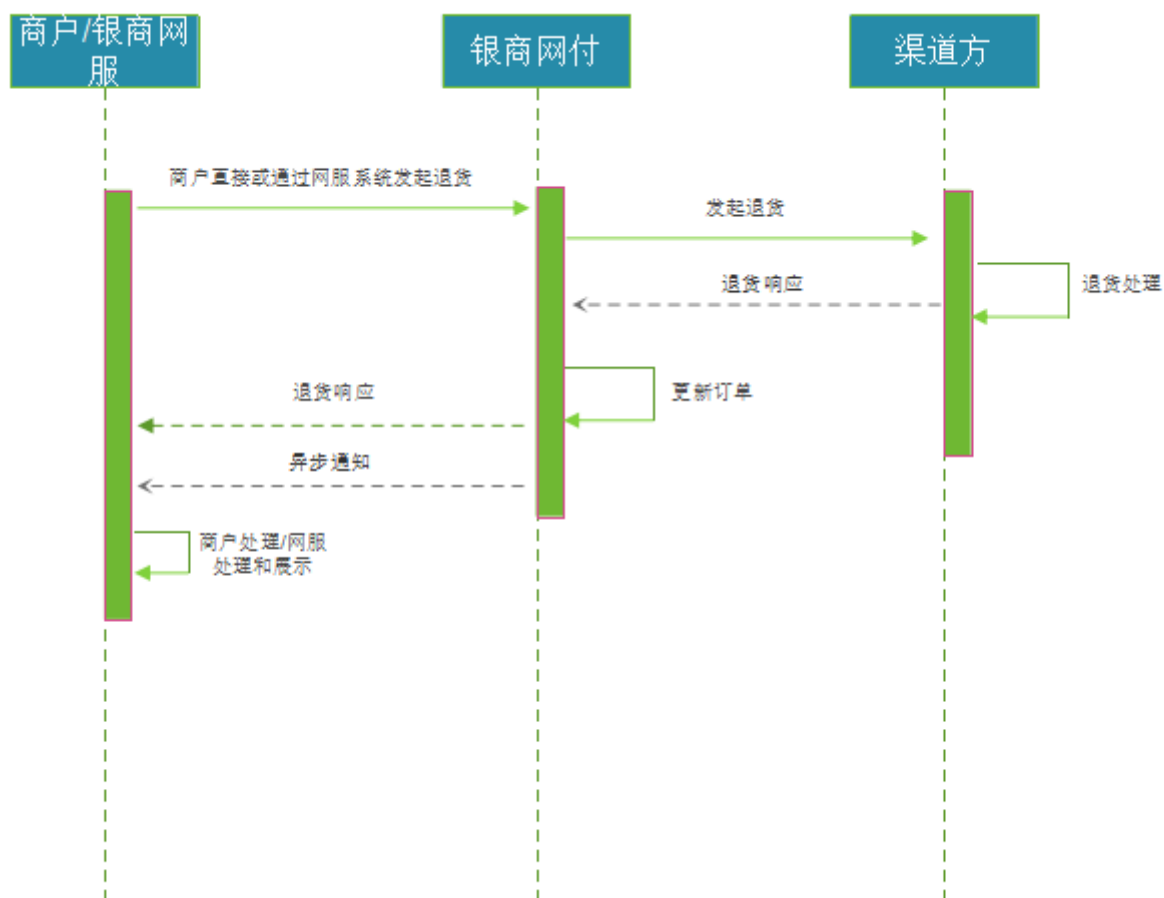 商户/银商网
服
银商网付
渠道方
商户直接或通过网服系统发起退货
发起退货
退货响应
退货处理
退货响应
更新订单
异步通知
商户处理/网服
处理和展示